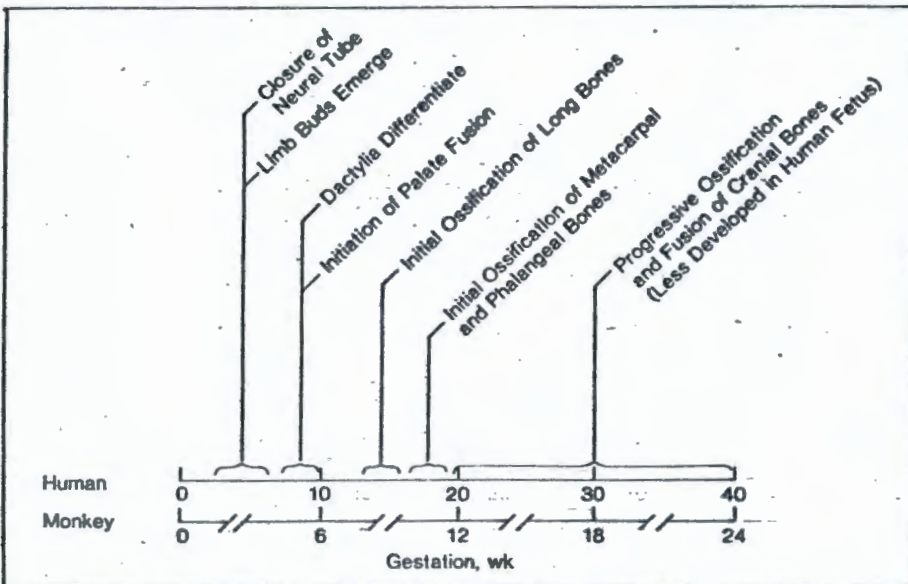 Closure of
Neural Tube
Limb Buds Emerge
Dactylia Differentiate
Initiation of Palate Fusion
Initial Ossification of Long Bones
Initial Ossification of Metacarpal
and Phalangeal Bones
Progressive Ossification
and Fusion of Cranial Bones
(Less Developed in Human Fetus)
Human
0 10 20 30 40
Monkey
0 6 12 18 24
Gestation, wk